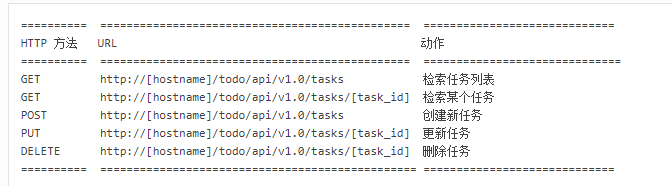 ==========  ===============================================  =============================
HTTP 方法   URL                                              动作
==========  ===============================================  ==============================
GET         http://[hostname]/todo/api/v1.0/tasks            检索任务列表
GET         http://[hostname]/todo/api/v1.0/tasks/[task_id]  检索某个任务
POST        http://[hostname]/todo/api/v1.0/tasks            创建新任务
PUT         http://[hostname]/todo/api/v1.0/tasks/[task_id]  更新任务
DELETE      http://[hostname]/todo/api/v1.0/tasks/[task_id]  删除任务
==========  ================================================ =============================